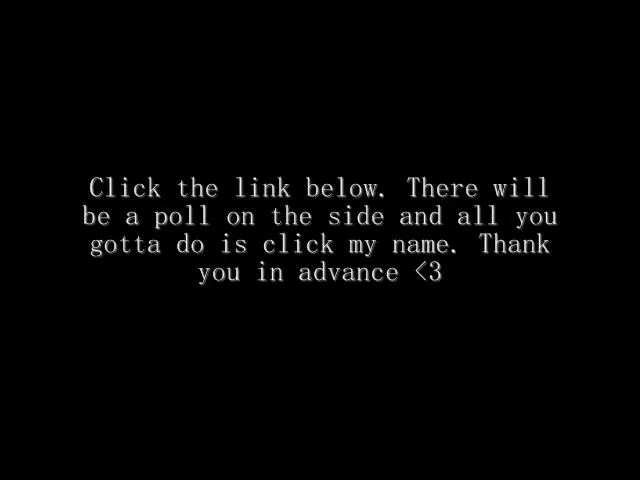 Click the link below. There will
be a poll on the side and all you
gotta do is click my name. Thank
you in advance <3